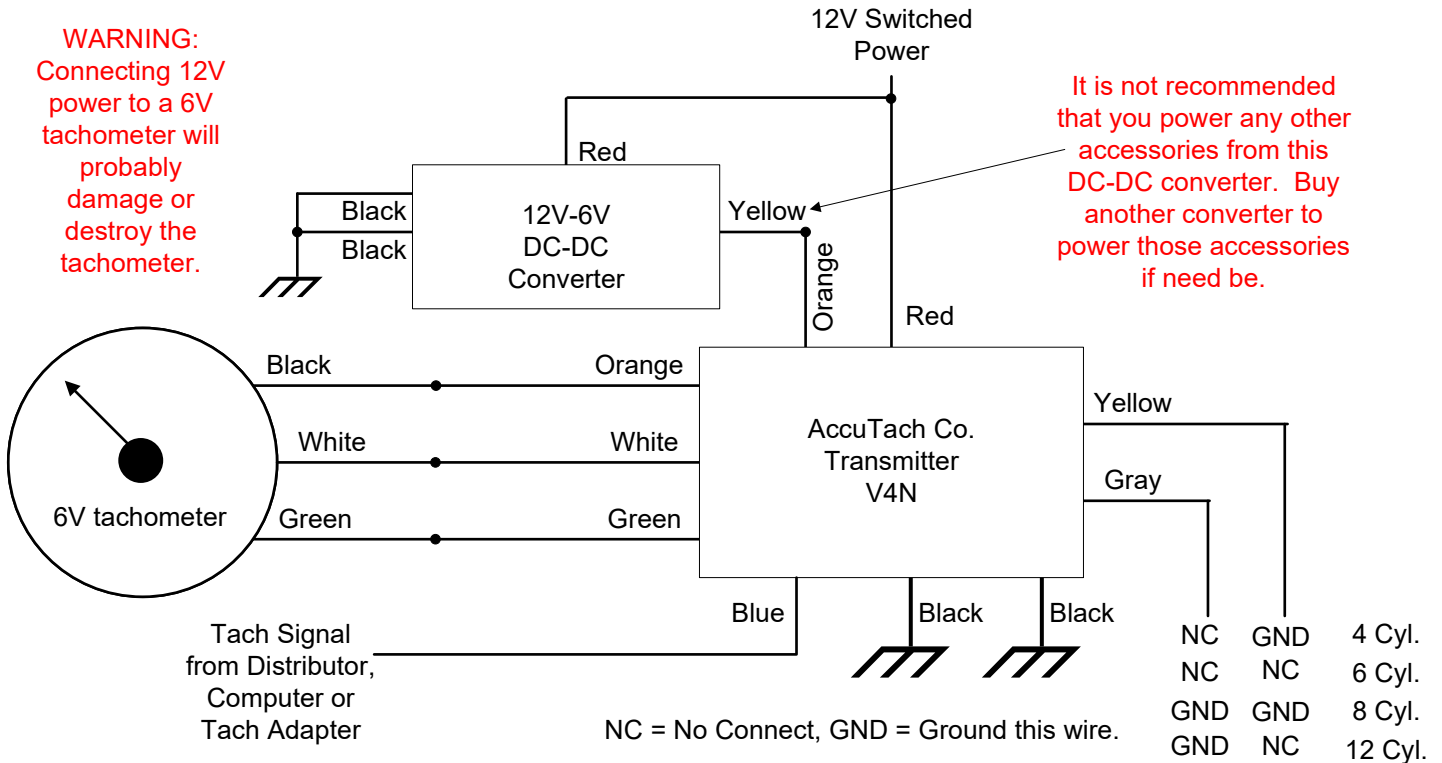 12V Switched
Power
WARNING:
Connecting 12V
power to a 6V
tachometer will
probably
damage or
destroy the
tachometer.
It is not recommended
that you power any other
accessories from this
DC-DC converter.  Buy
another converter to
power those accessories
if need be.
Red
Black
Black
12V-6V
DC-DC
Converter
Yellow
Orange
Red
Black
Orange
White
White
Green
Green
6V tachometer
AccuTach Co.
Transmitter
V4N
Yellow
Gray
Blue
Black
Black
Tach Signal
from Distributor,
Computer or
Tach Adapter
NC GND 4 Cyl.
NC NC 6 Cyl.
GND GND 8 Cyl.
GND NC 12 Cyl.
NC = No Connect, GND = Ground this wire.